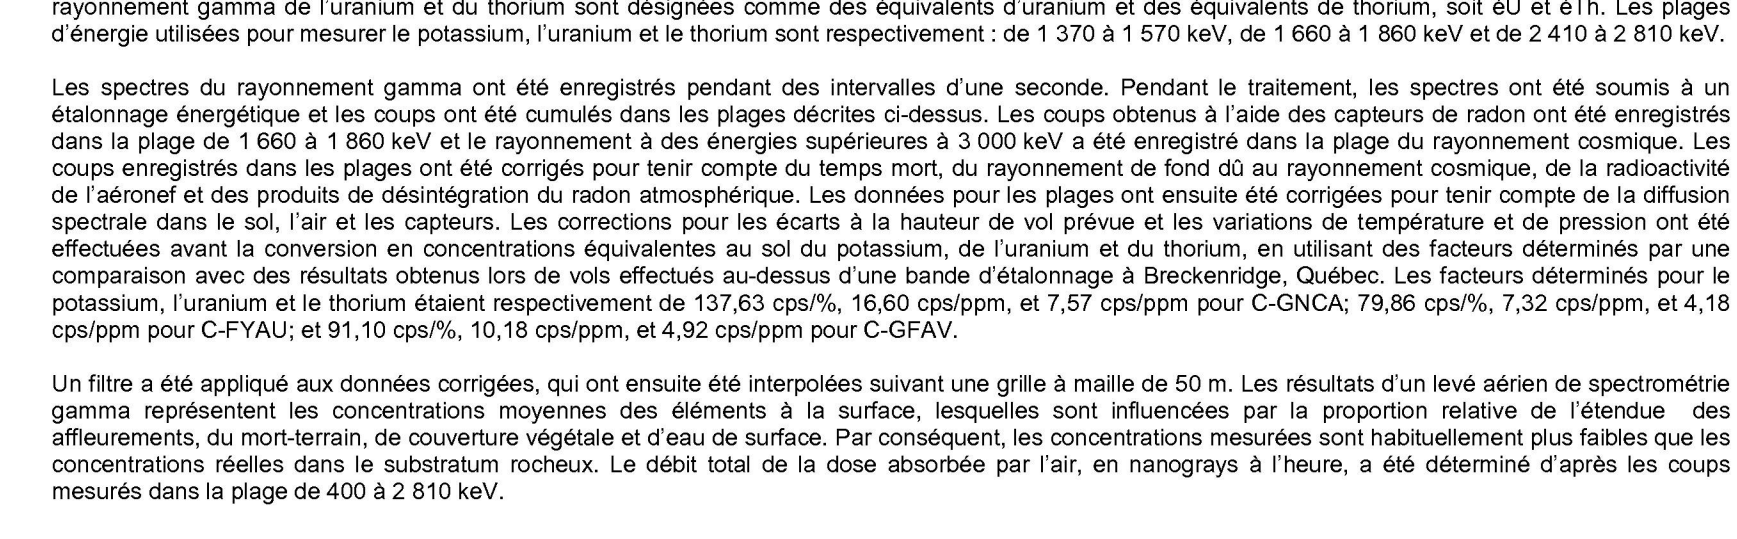 rayonnement gamma de l'uranium et du thorium sont désignées comme des équivalents d'uranium et des équivalents de thorium, soit éU et éTh. Les plages
d'énergie utilisées pour mesurer le potassium, l'uranium et le thorium sont respectivement : de 1 370 à 1 570 keV, de 1 660 à 1 860 keV et de 2 410 à 2 810 keV.
Les spectres du rayonnement gamma ont été enregistrés pendant des intervalles d'une seconde. Pendant le traitement, les spectres ont été soumis à un
étalonnage énergétique et les coups ont été cumulés dans les plages décrites ci-dessus. Les coups obtenus à l'aide des capteurs de radon ont été enregistrés
dans la plage de 1 660 à 1 860 keV et le rayonnement à des énergies supérieures à 3 000 keV a été enregistré dans la plage du rayonnement cosmique. Les
coups enregistrés dans les plages ont été corrigés pour tenir compte du temps mort, du rayonnement de fond dû au rayonnement cosmique, de la radioactivité
de l'aéronef et des produits de désintégration du radon atmosphérique. Les données pour les plages ont ensuite été corrigées pour tenir compte de la diffusion
spectrale dans le sol, l'air et les capteurs. Les corrections pour les écarts à la hauteur de vol prévue et les variations de température et de pression ont été
effectuées avant la conversion en concentrations équivalentes au sol du potassium, de l'uranium et du thorium, en utilisant des facteurs déterminés par une
comparaison avec des résultats obtenus lors de vols effectués au-dessus d'une bande d'étalonnage à Breckenridge, Québec. Les facteurs déterminés pour le
potassium, l'uranium et le thorium étaient respectivement de 137,63 cps/%, 16,60 cps/ppm, et 7,57 cps/ppm pour C-GNCA; 79,86 cps/%, 7,32 cps/ppm, et 4,18
cps/ppm pour C-FYAU; et 91,10 cps/%, 10,18 cps/ppm, et 4,92 cps/ppm pour C-GFAV.
Un filtre a été appliqué aux données corrigées, qui ont ensuite été interpolées suivant une grille à maille de 50 m. Les résultats d'un levé aérien de spectrométrie
gamma représentent les concentrations moyennes des éléments à la surface, lesquelles sont influencées par la proportion relative de l'étendue des
affleurements, du mort-terrain, de couverture végétale et d'eau de surface. Par conséquent, les concentrations mesurées sont habituellement plus faibles que les
concentrations réelles dans le substratum rocheux. Le débit total de la dose absorbée par l'air, en nanograys à l'heure, a été déterminé d'après les coups
mesurés dans la plage de 400 à 2 810 keV.